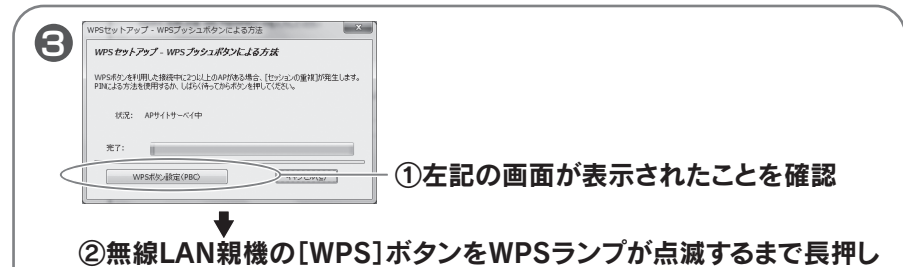 3
WPSセットアップ - WPSプッシュボタンによる方法
WPSセットアップ - WPSプッシュボタンによる方法
WPSボタンを利用した接続中に2つ以上のAPがある場合、[セッションの重複]が発生します。
PINによる方法を使用するか、しばらく待ってからボタンを押してください。
状況: APサイトサーベイ中
完了:
WPSボタン設定(PBC) キャンセル(C)
①左記の画面が表示されたことを確認
②無線LAN親機の[WPS]ボタンをWPSランプが点滅するまで長押し